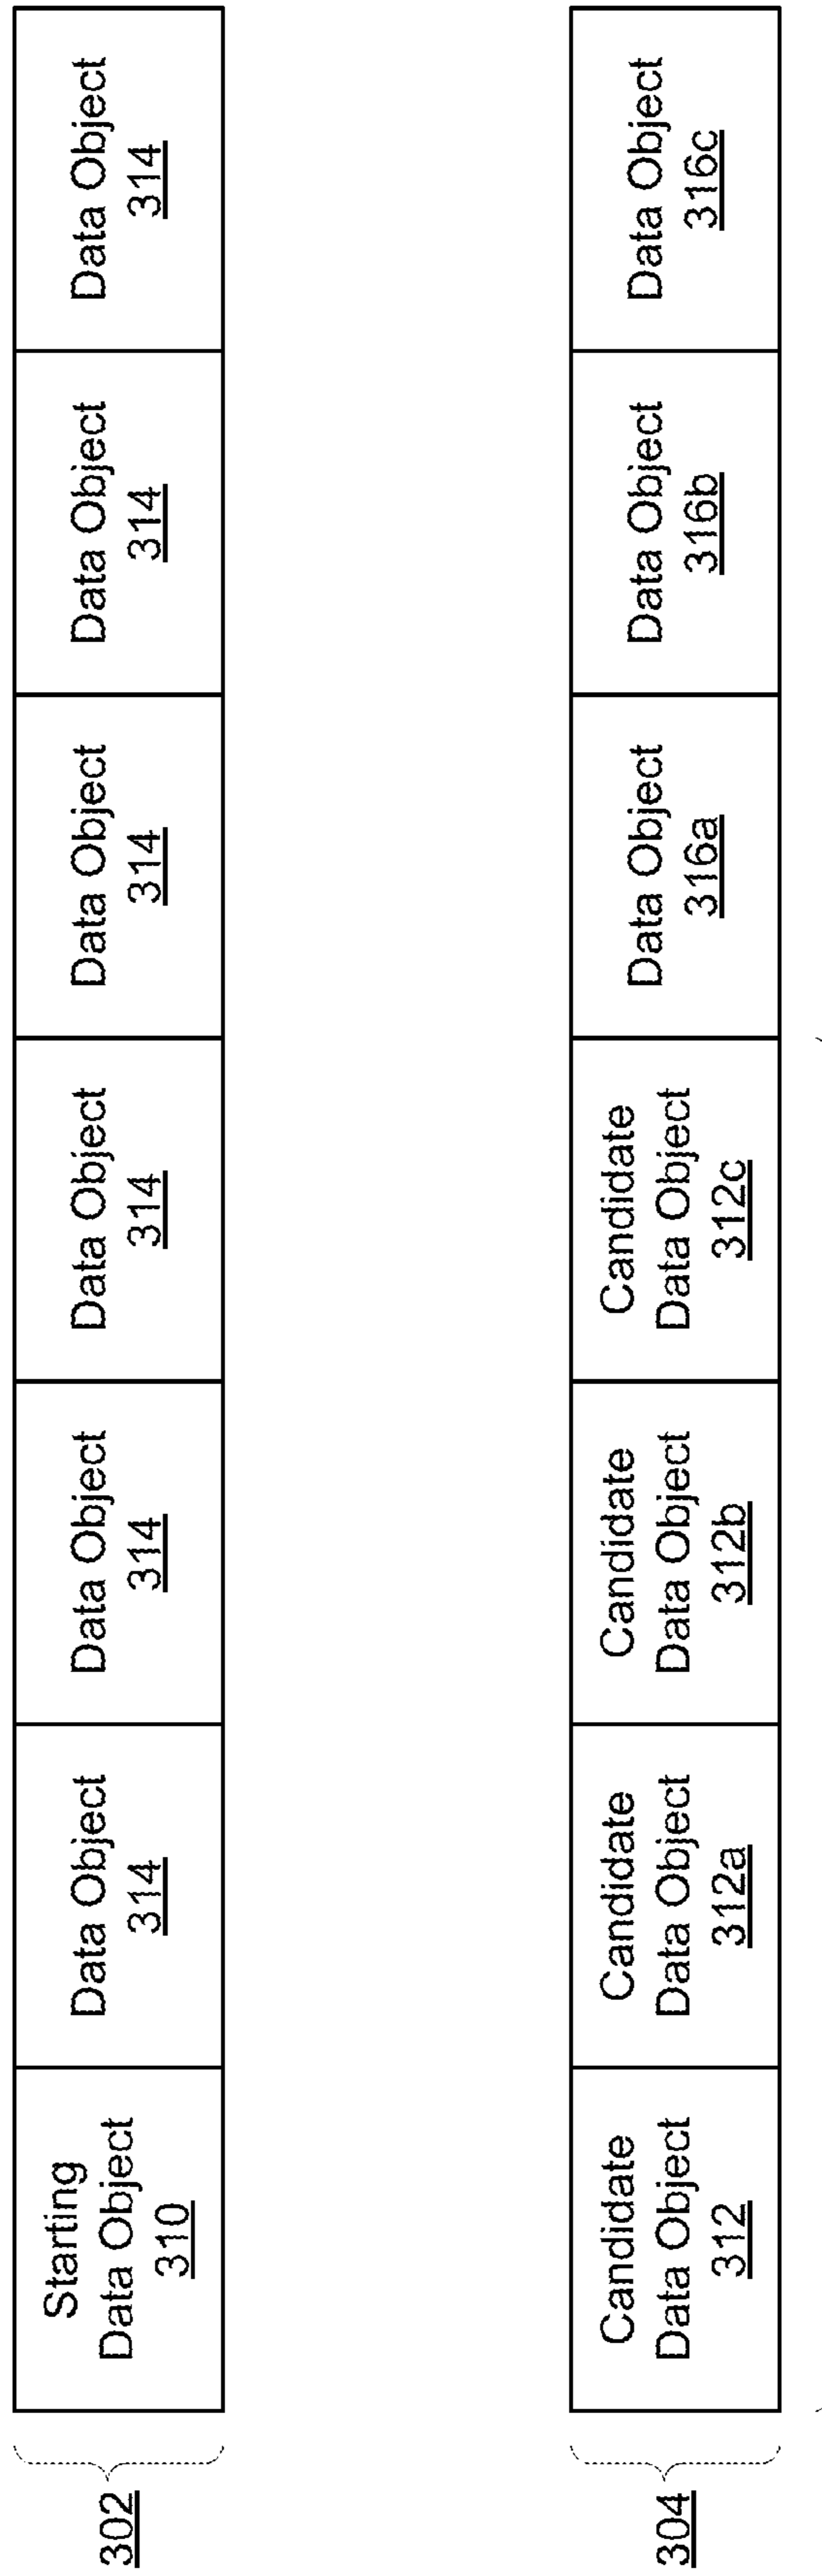 302
Starting
Data Object
310
Data Object
314
Data Object
314
Data Object
314
Data Object
314
Data Object
314
Data Object
314
304
Candidate
Data Object
312
Candidate
Data Object
312a
Candidate
Data Object
312b
Candidate
Data Object
312c
Data Object
316a
Data Object
316b
Data Object
316c